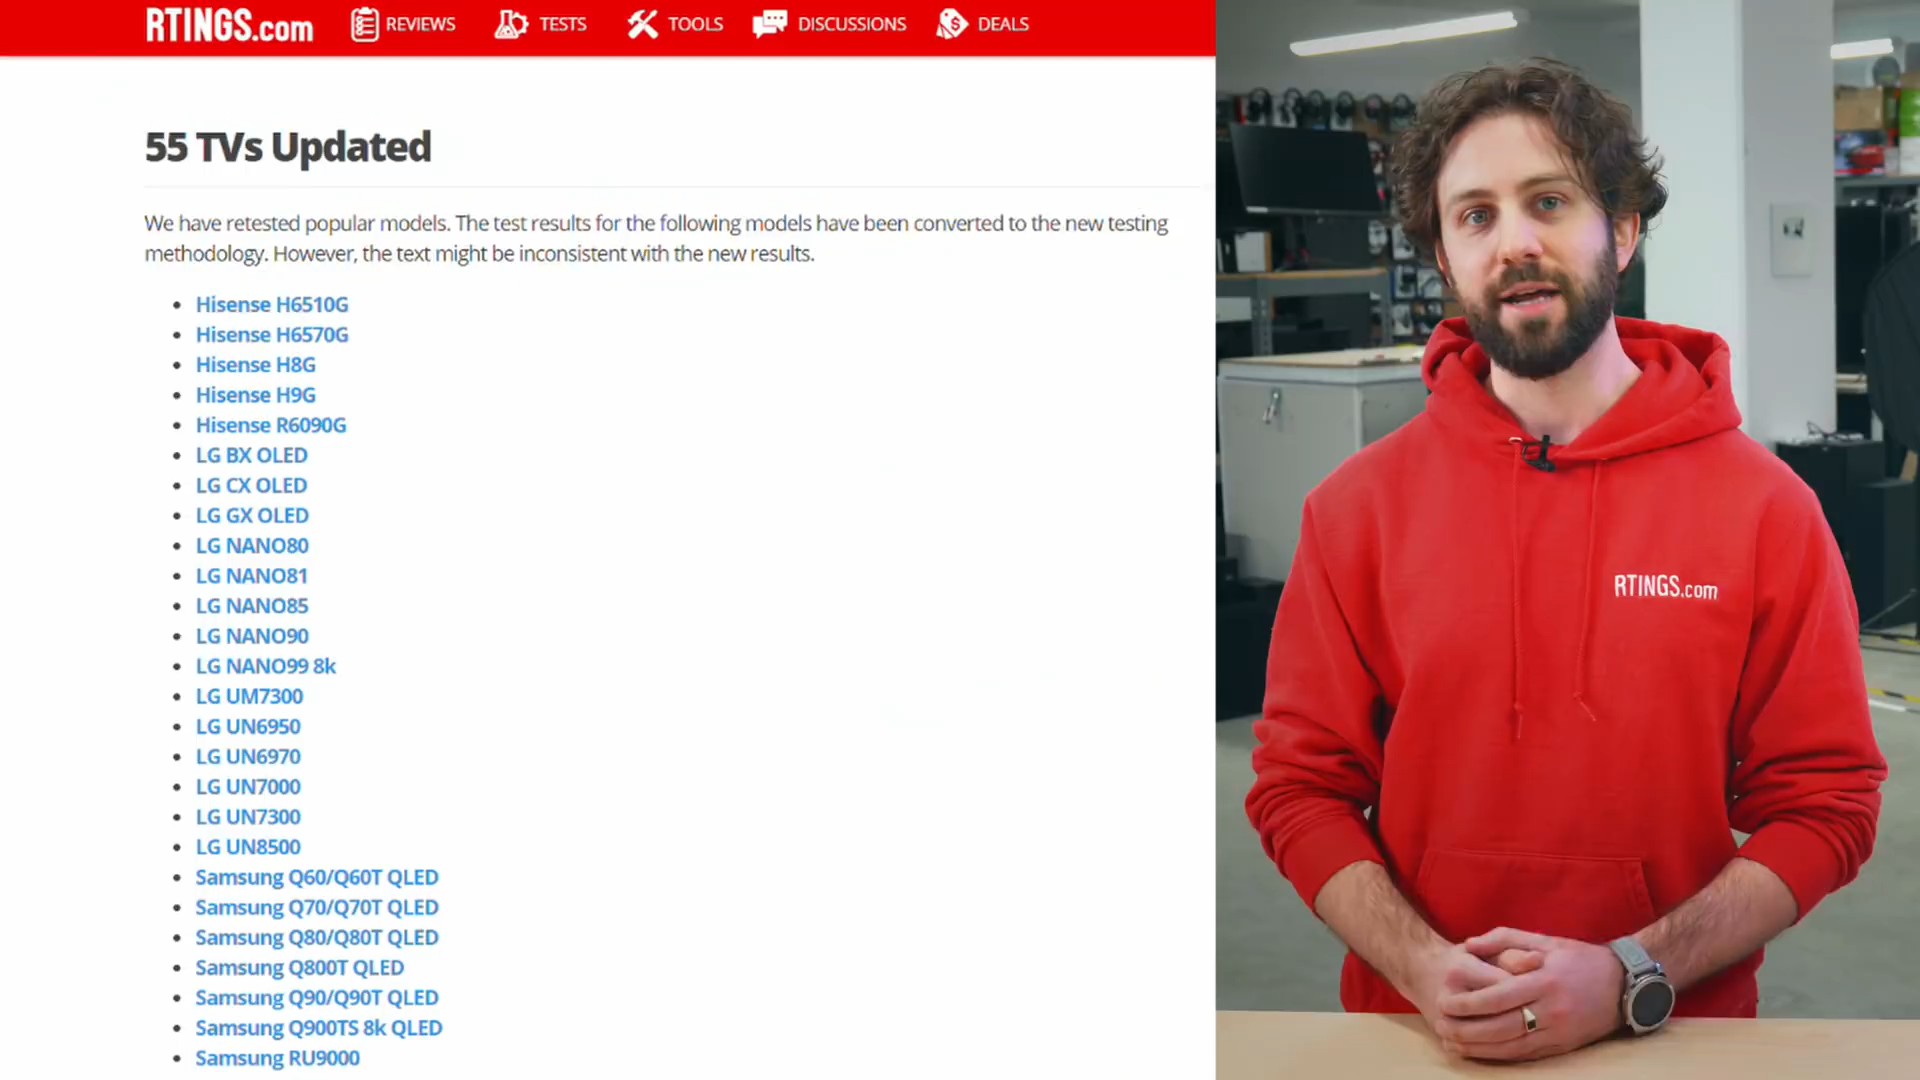 RTINGS.com REVIEWS TESTS TOOLS DISCUSSIONS DEALS
55 TVs Updated
We have retested popular models. The test results for the following models have been converted to the new testing
methodology. However, the text might be inconsistent with the new results.
• Hisense H6510G
• Hisense H6570G
• Hisense H8G
• Hisense H9G
• Hisense R6090G
• LG BX OLED
• LG CX OLED
• LG GX OLED
• LG NANO80
• LG NANO81
• LG NANO85
• LG NANO90
• LG NANO99 8k
• LG UM7300
• LG UN6950
• LG UN6970
• LG UN7000
• LG UN7300
• LG UN8500
• Samsung Q60/Q60T QLED
• Samsung Q70/Q70T QLED
• Samsung Q80/Q80T QLED
• Samsung Q800T QLED
• Samsung Q90/Q90T QLED
• Samsung Q900TS 8k QLED
• Samsung RU9000
RTINGS.com